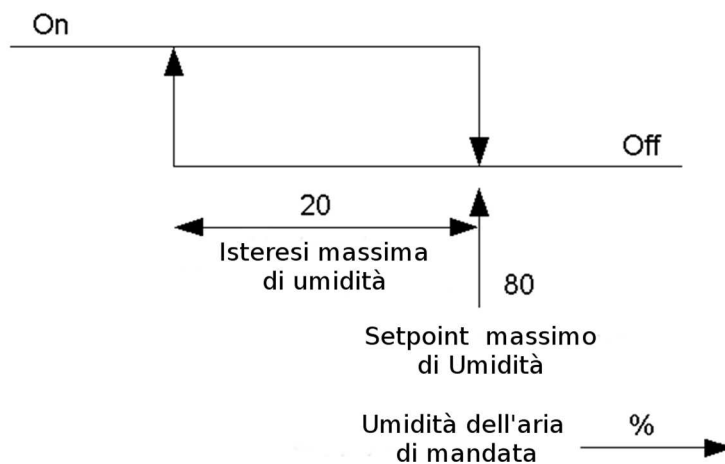 On
Off
20
Isteresi massima
di umidità
80
Setpoint massimo
di Umidità
Umidità dell'aria
di mandata
%